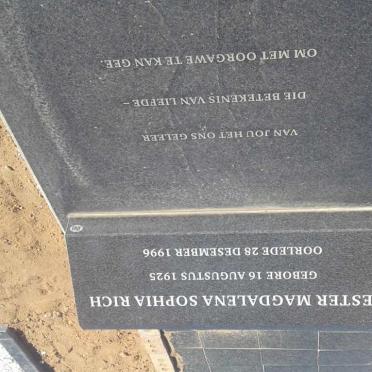 ESTER MAGDALENA SOPHIA RICH
GEBORE 16 AUGUSTUS 1925
OORLEDE 28 DESEMBER 1996
VAN JOU HET ONS GELEER
DIE BETEKENIS VAN LIEFDE –
OM MET OORGAWE TE KAN GEE.